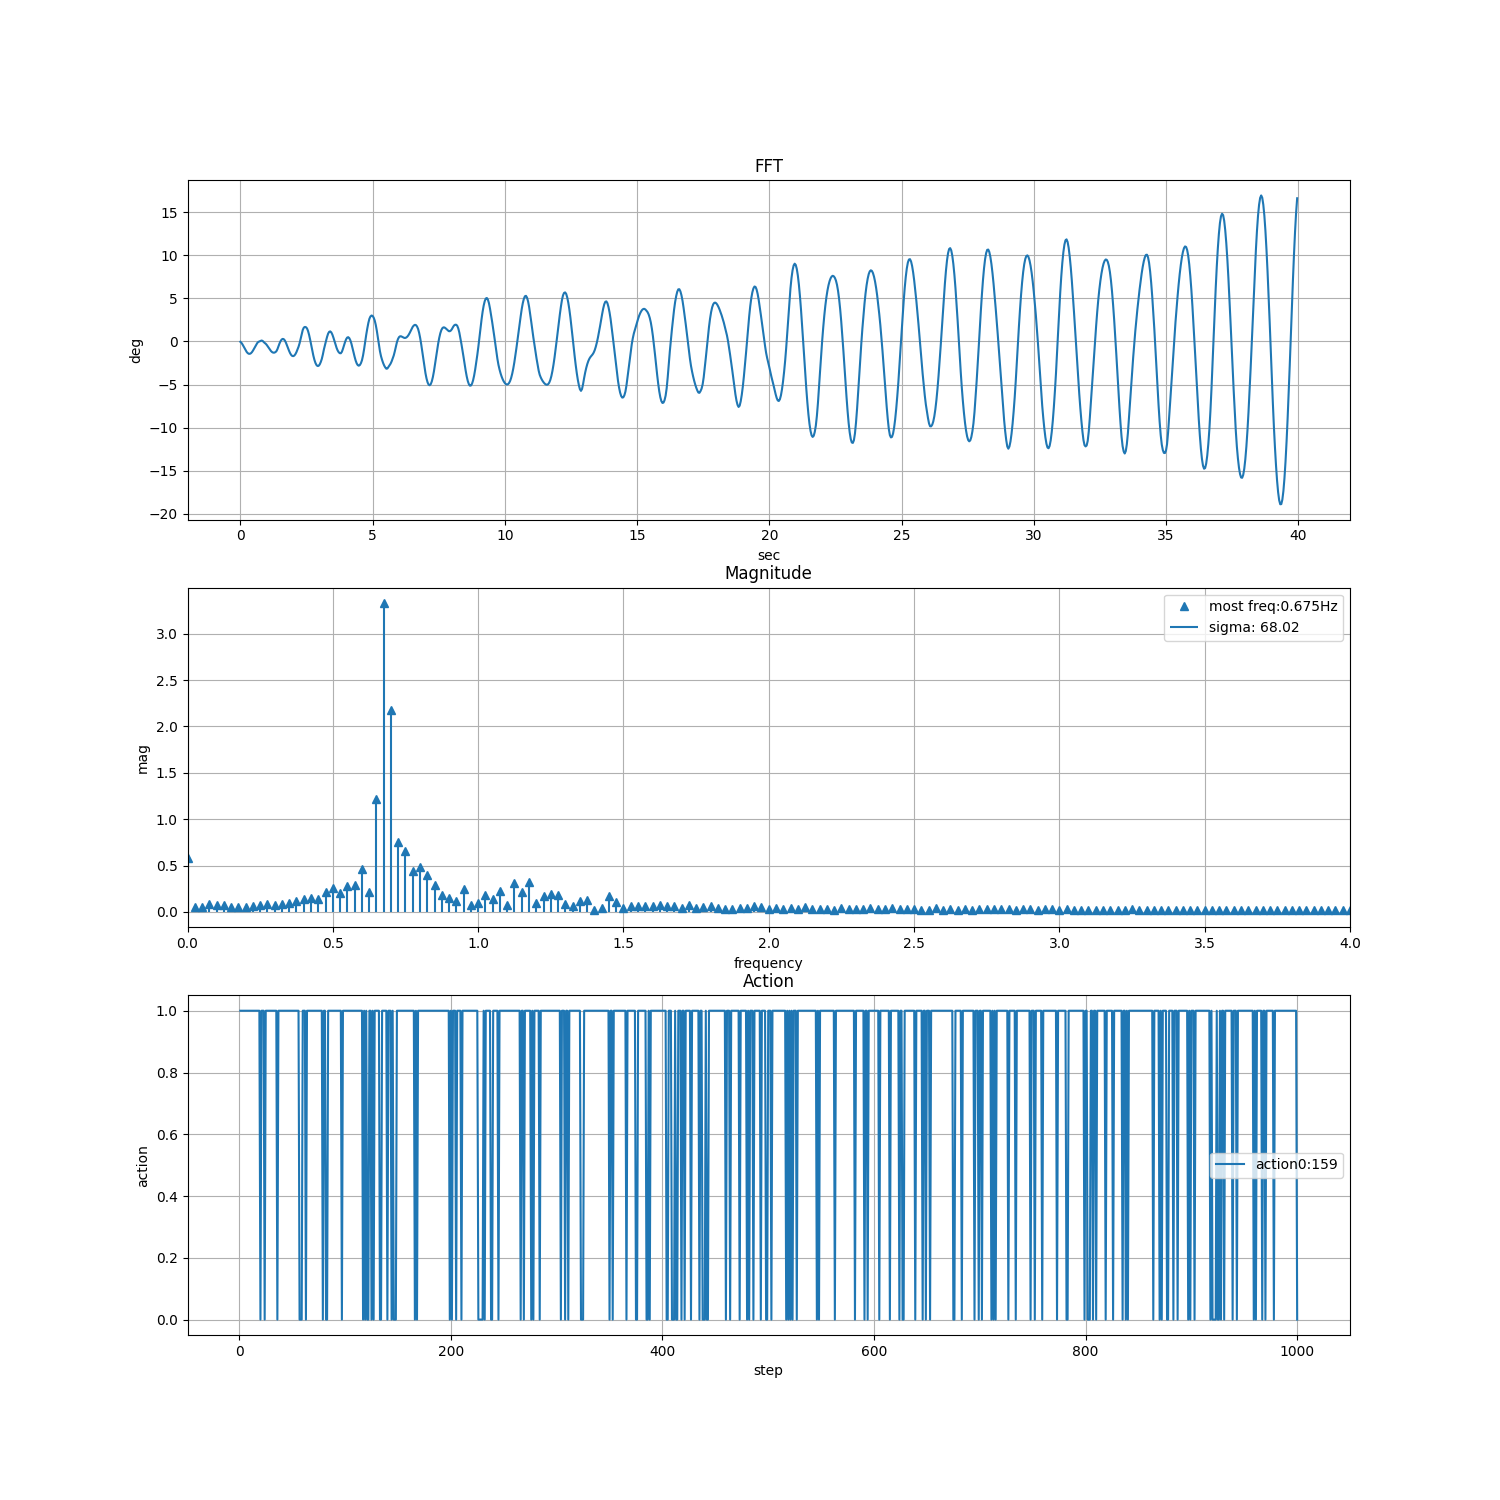 FFT
15
10
5
0
−5
−10
−15
−20
deg
0 5 10 15 20 25 30 35 40
sec
Magnitude
most freq:0.675Hz
sigma: 68.02
3.0
2.5
2.0
1.5
1.0
0.5
0.0
mag
0.0 0.5 1.0 1.5 2.0 2.5 3.0 3.5 4.0
frequency
Action
1.0
0.8
0.6
0.4
0.2
0.0
action
action0:159
0 200 400 600 800 1000
step